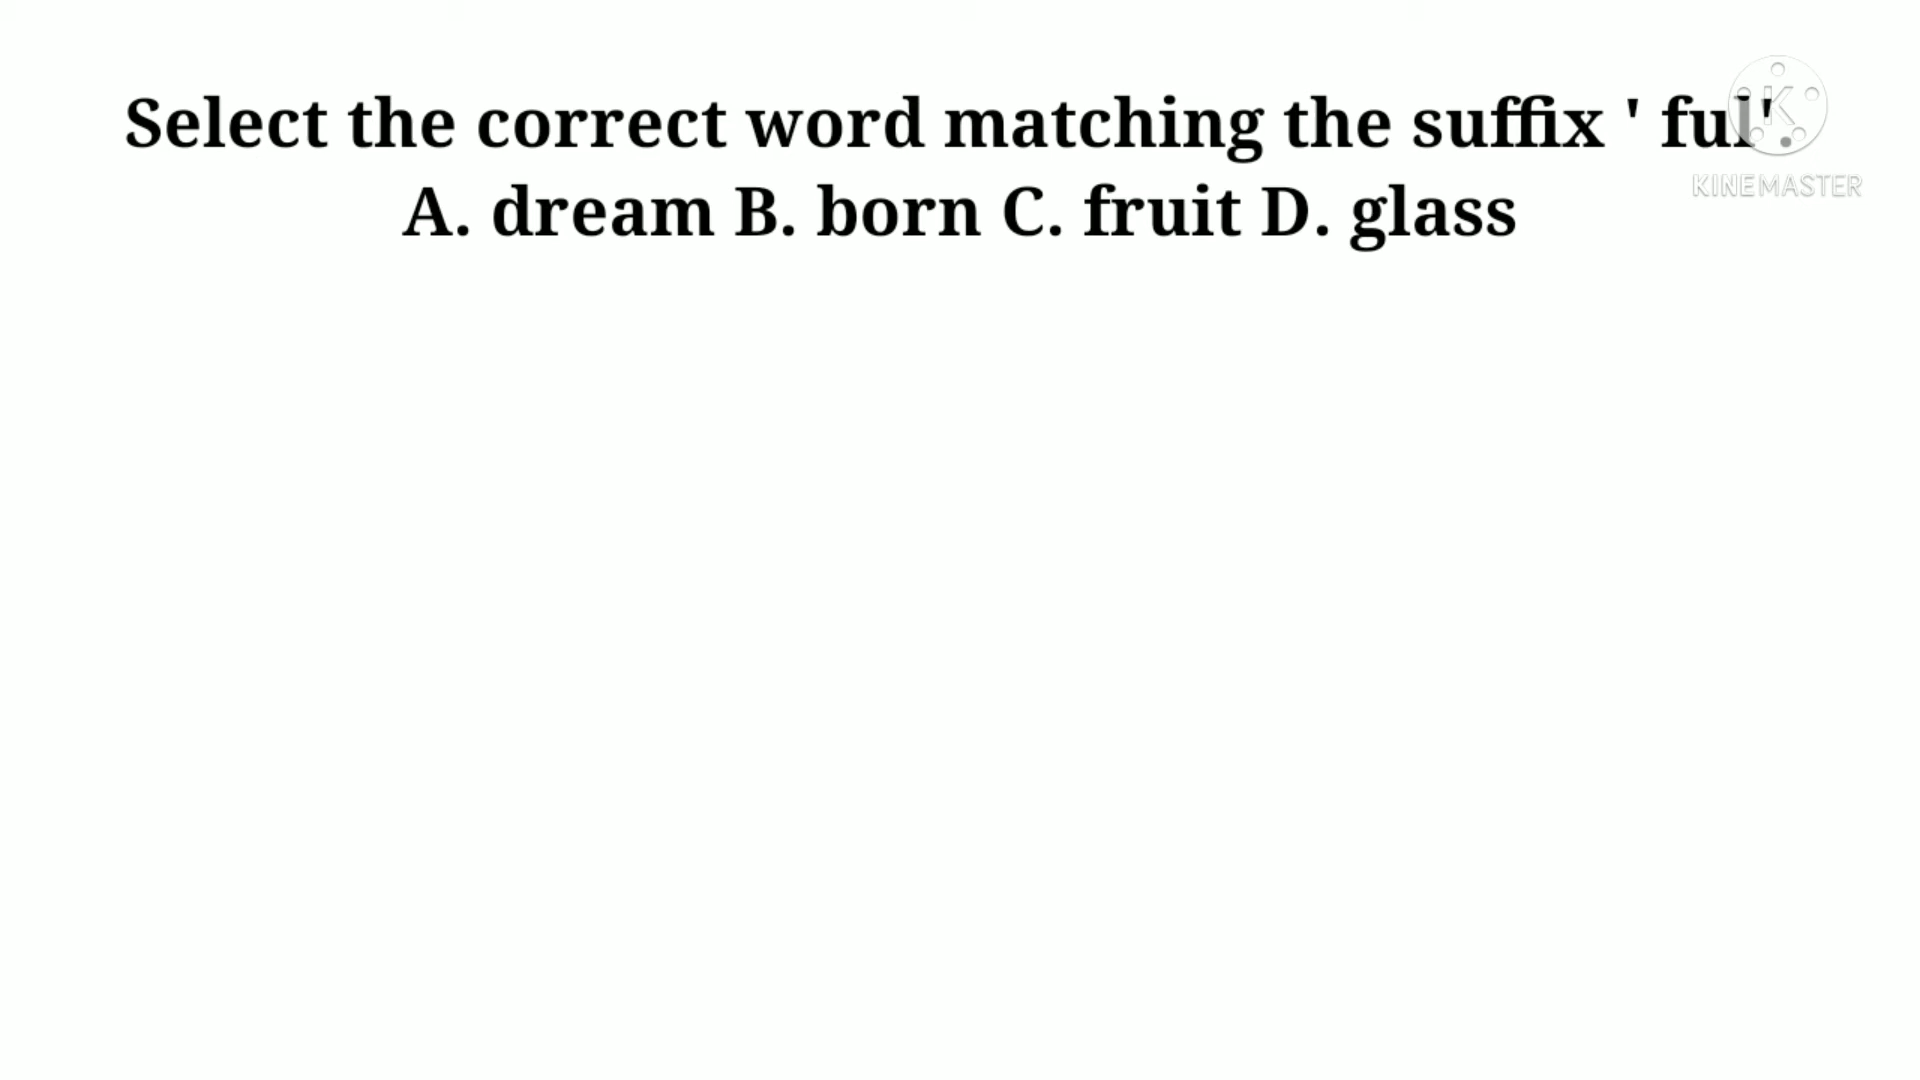 Select the correct word matching the suffix ' ful'
A. dream B. born C. fruit D. glass
KINEMASTER